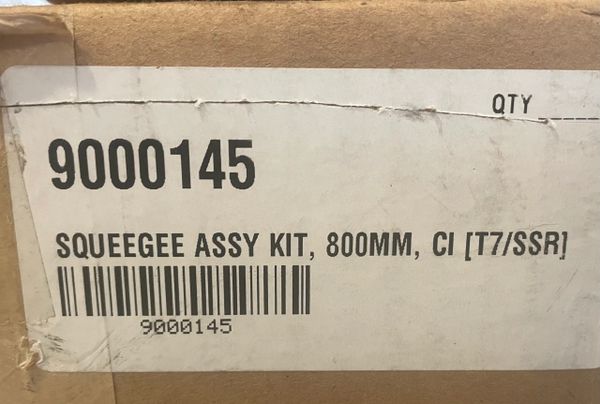 QTY
9000145
SQUEEGEE ASSY KIT, 800MM, CI [T7/SSR]
9000145